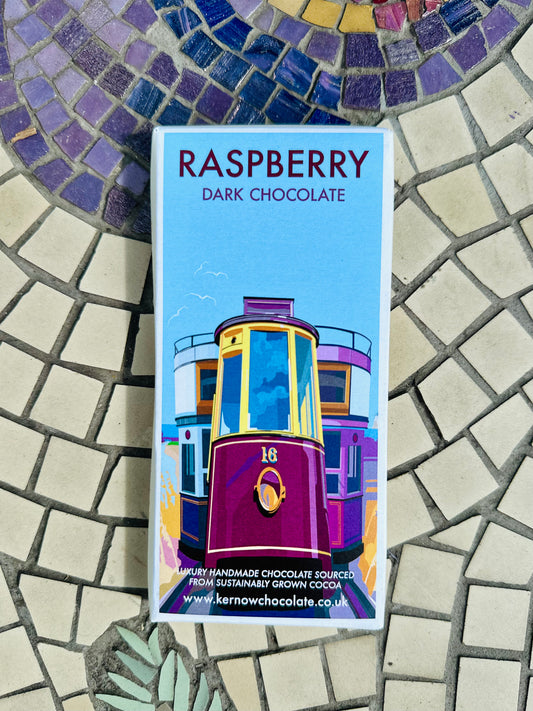 RASPBERRY
DARK CHOCOLATE
16
LUXURY HANDMADE CHOCOLATE SOURCED
FROM SUSTAINABLY GROWN COCOA
www.kernowchocolate.co.uk